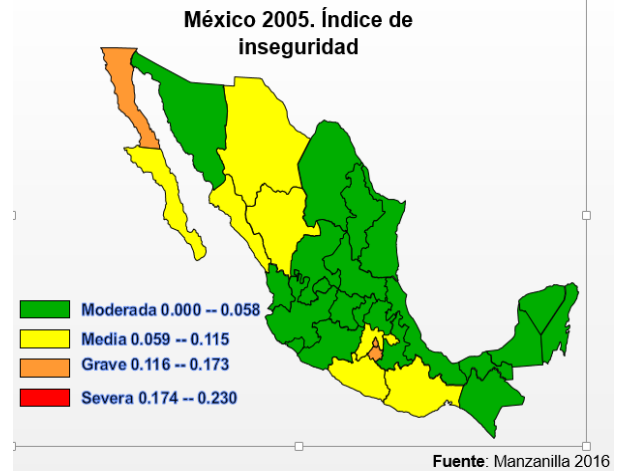 México 2005. Índice de
inseguridad
Moderada 0.000 -- 0.058
Media 0.059 -- 0.115
Grave 0.116 -- 0.173
Severa 0.174 -- 0.230
Fuente: Manzanilla 2016